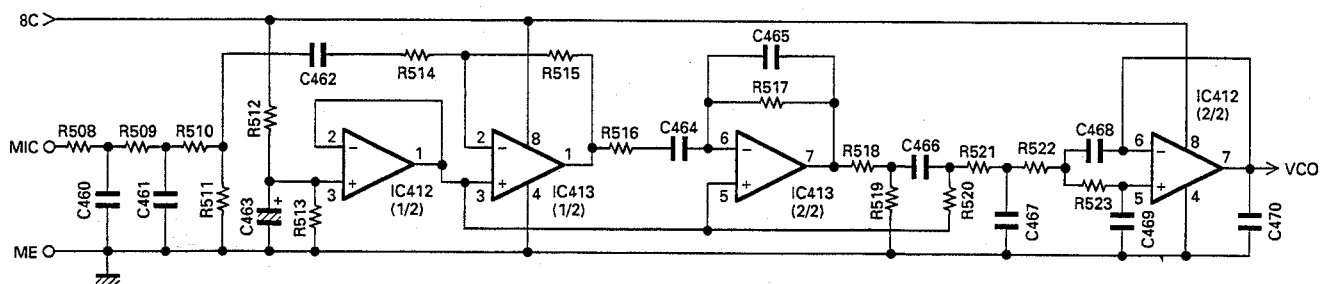 8C
C465
C462
R514
R515
R517
R512
IC412
(2/2)
R508
R509
R510
2
2
8
R516
C464
6
C468
6
8
MIC
1
1
7
R518
C466
R521
R522
7
VCO
3
IC412
(1/2)
3
4
IC413
(1/2)
5
IC413
(2/2)
R523
5
4
C460
C461
R511
C463
+
R513
R519
R520
C467
C469
C470
ME